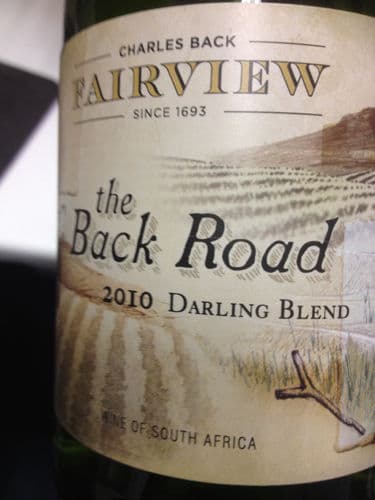 CHARLES BACK
FAIRVIEW
SINCE 1693
the
Back Road
2010 DARLING BLEND
WINE OF SOUTH AFRICA